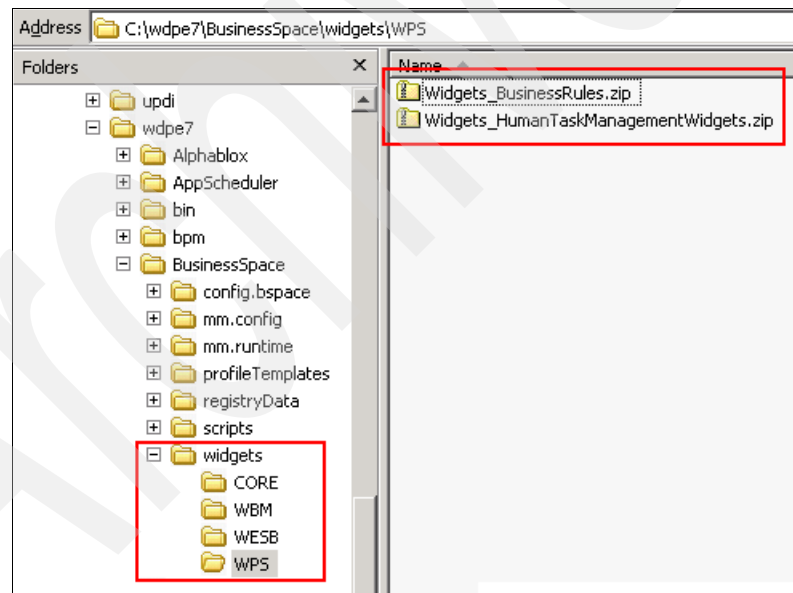 Address C:\wdpe7\BusinessSpace\widgets\WPS
Folders
Name
updi
wdpe7
Alphablox
AppScheduler
bin
bpm
BusinessSpace
config.bspace
mm.config
mm.runtime
profileTemplates
registryData
scripts
widgets
CORE
WBM
WESB
WPS
Widgets_BusinessRules.zip
Widgets_HumanTaskManagementWidgets.zip